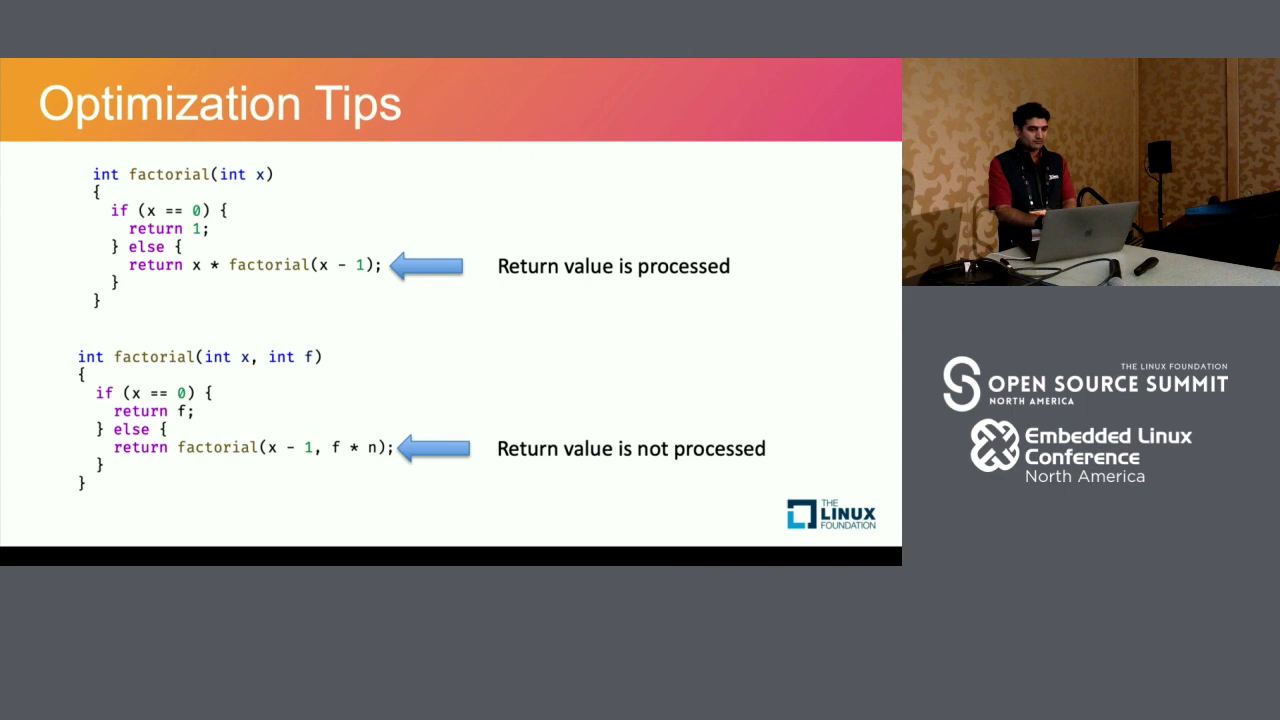 Optimization Tips
int factorial(int x)
{
if (x == 0) {
return 1;
} else {
return x * factorial(x - 1);
}
}
Return value is processed
int factorial(int x, int f)
{
if (x == 0) {
return f;
} else {
return factorial(x - 1, f * n);
}
}
Return value is not processed
THE
LINUX
FOUNDATION
THE LINUX FOUNDATION
OPEN SOURCE SUMMIT
NORTH AMERICA
Embedded Linux
Conference
North America